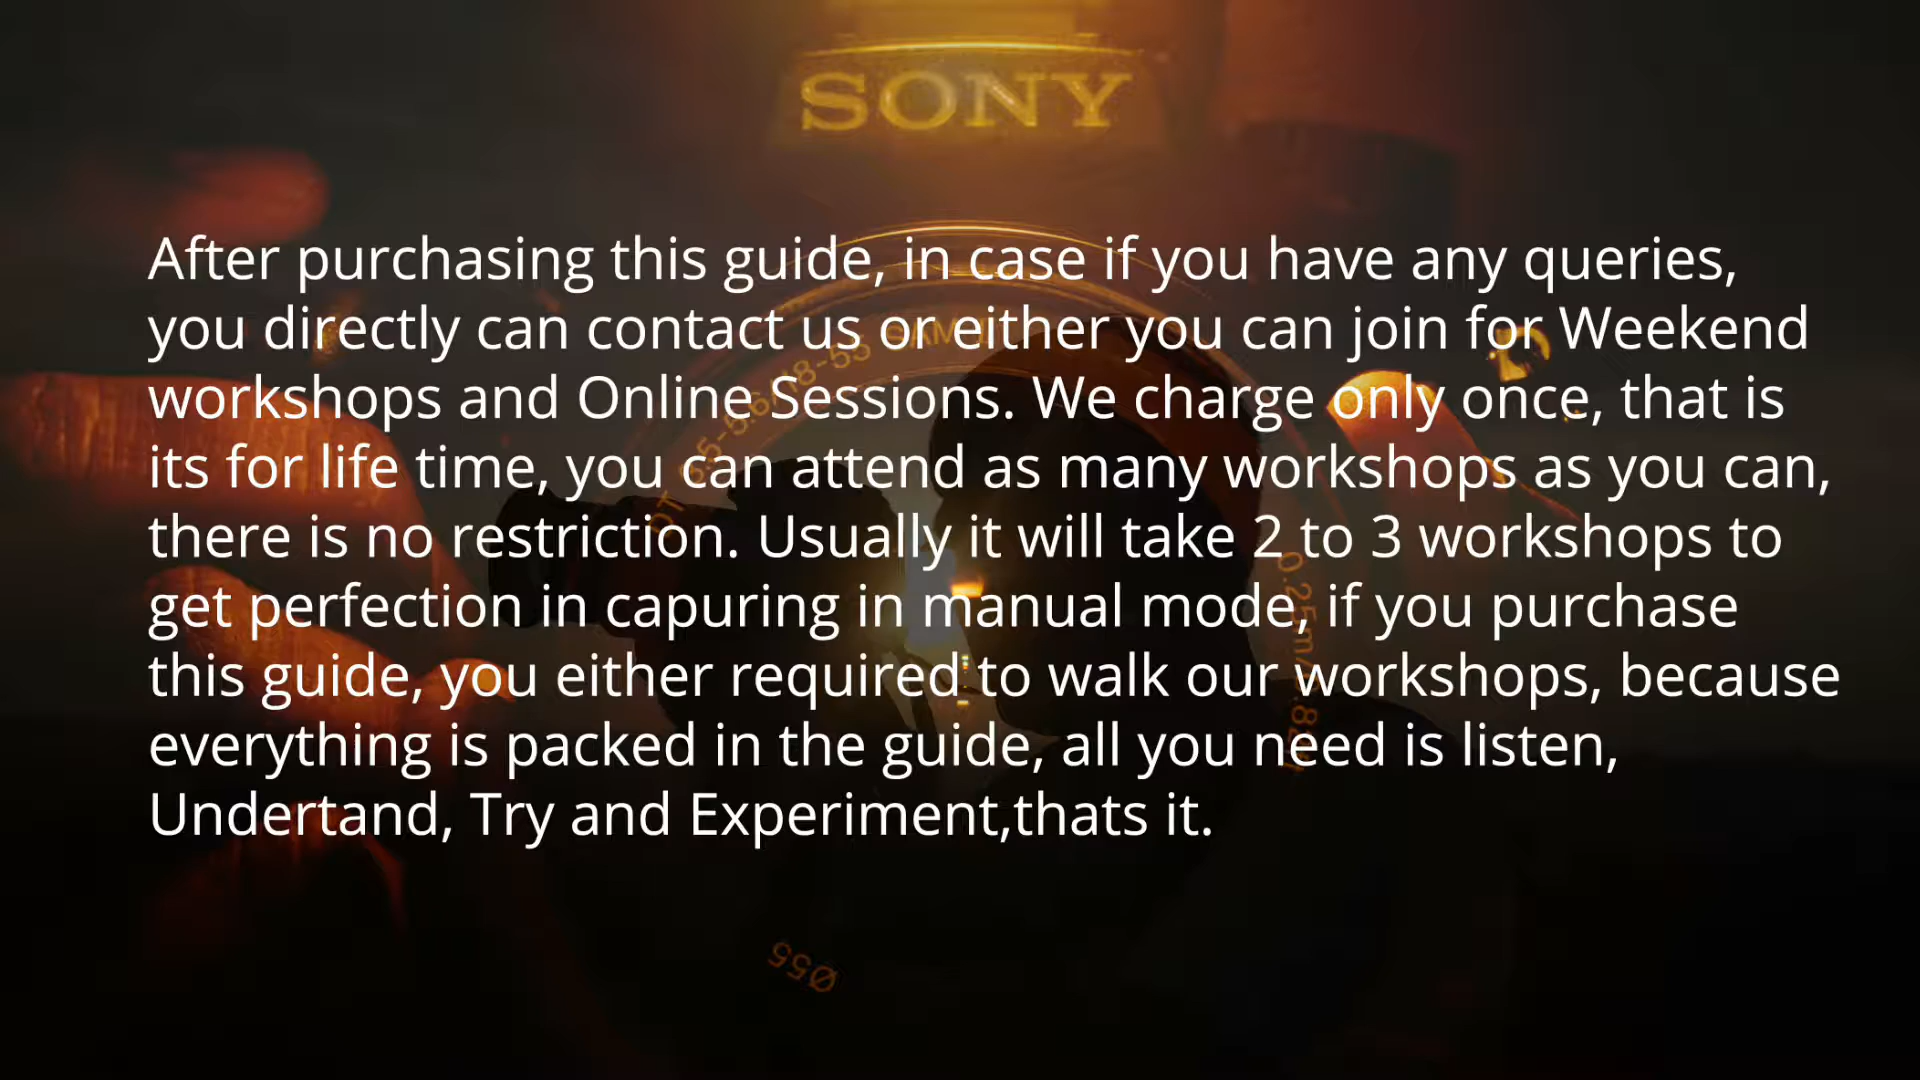 SONY
After purchasing this guide, in case if you have any queries,
you directly can contact us or either you can join for Weekend
workshops and Online Sessions. We charge only once, that is
its for life time, you can attend as many workshops as you can,
there is no restriction. Usually it will take 2 to 3 workshops to
get perfection in capuring in manual mode, if you purchase
this guide, you either required to walk our workshops, because
everything is packed in the guide, all you need is listen,
Undertand, Try and Experiment,thats it.
Ø55